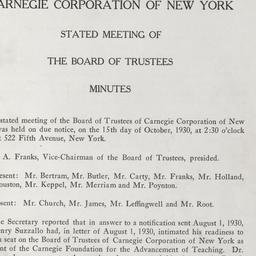 ARNEGIE CORPORATION OF NEW YORK
STATED MEETING OF
THE BOARD OF TRUSTEES
MINUTES
stated meeting of the Board of Trustees of Carnegie Corporation of New
as held on due notice, on the 15th day of October, 1930, at 2:30 o'clock
522 Fifth Avenue, New York.
A. Franks, Vice-Chairman of the Board of Trustees, presided.
esent: Mr. Bertram, Mr. Butler, Mr. Carty, Mr. Franks, Mr. Holland,
ouston, Mr. Keppel, Mr. Merriam and Mr. Poynton.
sent: Mr. Church, Mr. James, Mr. Leffingwell and Mr. Root.
e Secretary reported that in answer to a notification sent August 1, 1930,
enry Suzzallo had, in letter of August 1, 1930, intimated his readiness to
a seat on the Board of Trustees of Carnegie Corporation of New York as
ent of the Carnegie Foundation for the Advancement of Teaching. Dr.